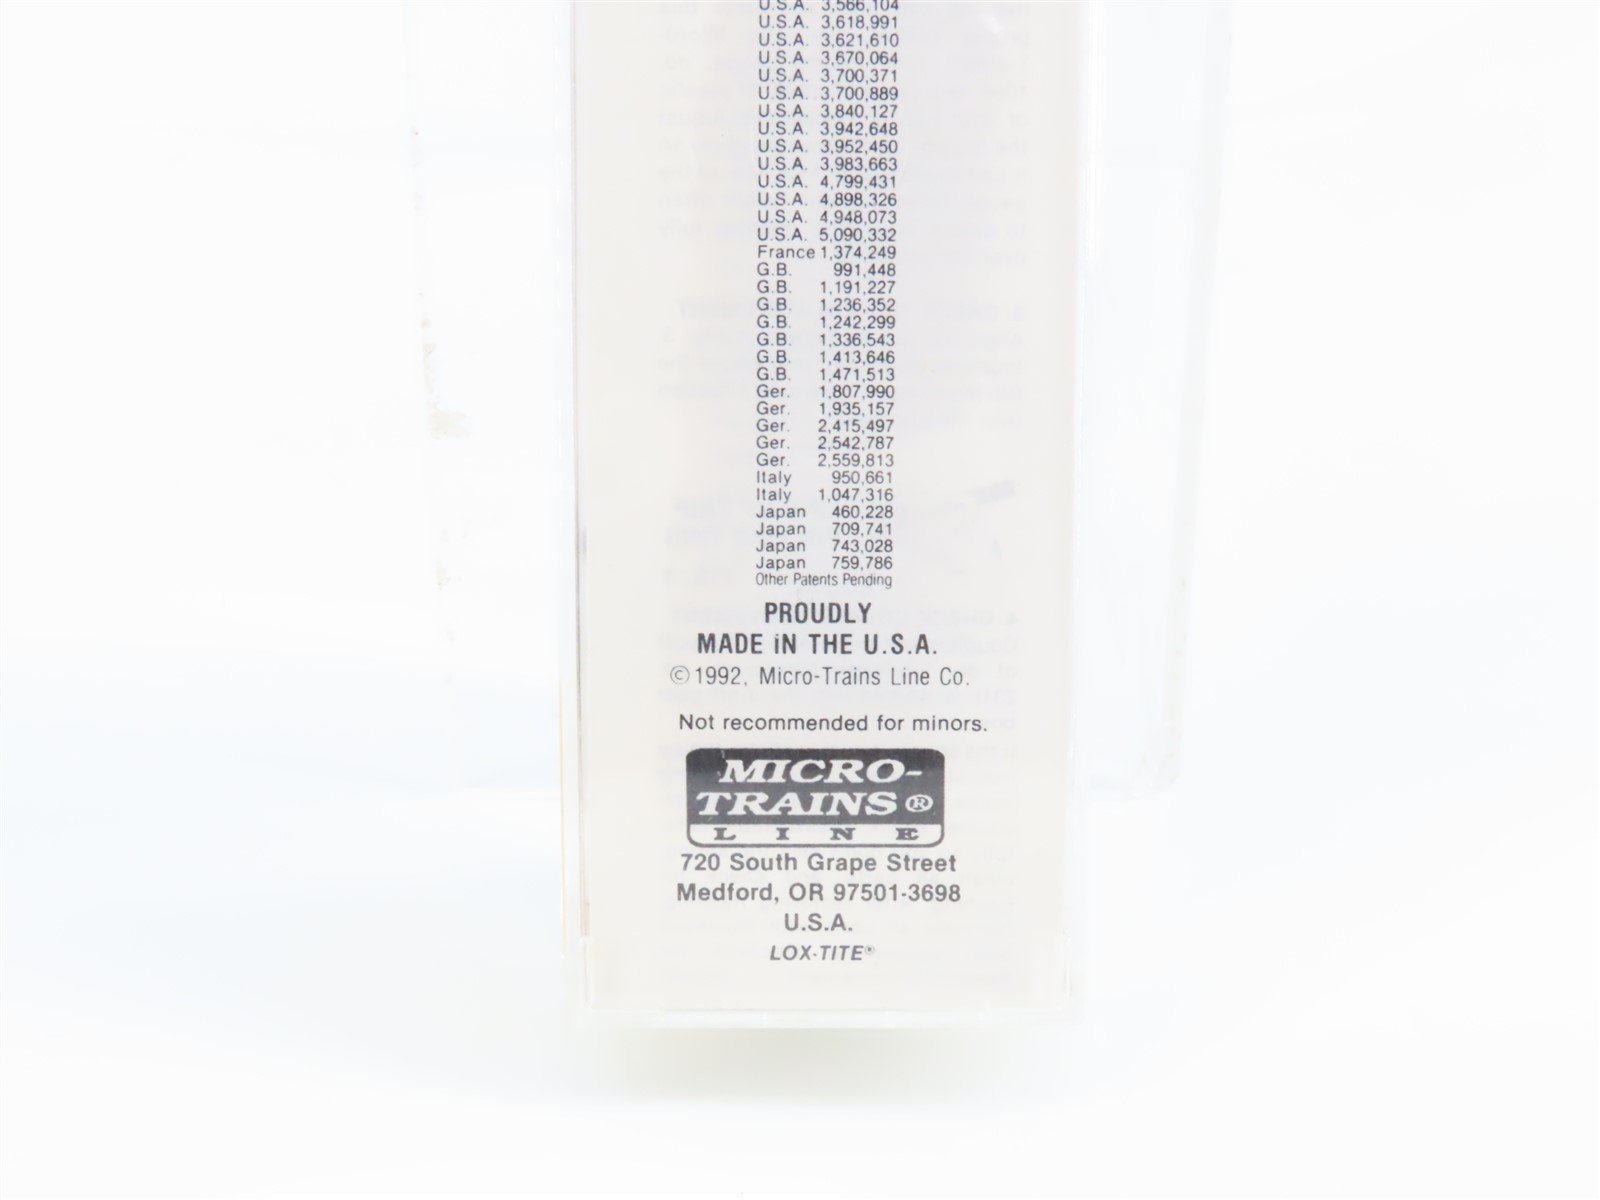 U.S.A. 3,566,104
U.S.A. 3,618,991
U.S.A. 3,621,610
U.S.A. 3,670,064
U.S.A. 3,700,371
U.S.A. 3,700,889
U.S.A. 3,840,127
U.S.A. 3,942,648
U.S.A. 3,952,450
U.S.A. 3,983,663
U.S.A. 4,799,431
U.S.A. 4,898,326
U.S.A. 4,948,073
U.S.A. 5,090,332
France 1,374,249
G.B. 991,448
G.B. 1,191,227
G.B. 1,236,352
G.B. 1,242,299
G.B. 1,336,543
G.B. 1,413,646
G.B. 1,471,513
Ger. 1,807,990
Ger. 1,935,157
Ger. 2,415,497
Ger. 2,542,787
Ger. 2,559,813
Italy 950,661
Italy 1,047,316
Japan 460,228
Japan 709,741
Japan 743,028
Japan 759,786
Other Patents Pending
PROUDLY
MADE iN THE U.S.A.
©1992, Micro-Trains Line Co.
Not recommended for minors.
MICRO-
TRAINS®
LINE
720 South Grape Street
Medford, OR 97501-3698
U.S.A.
LOX-TITE®